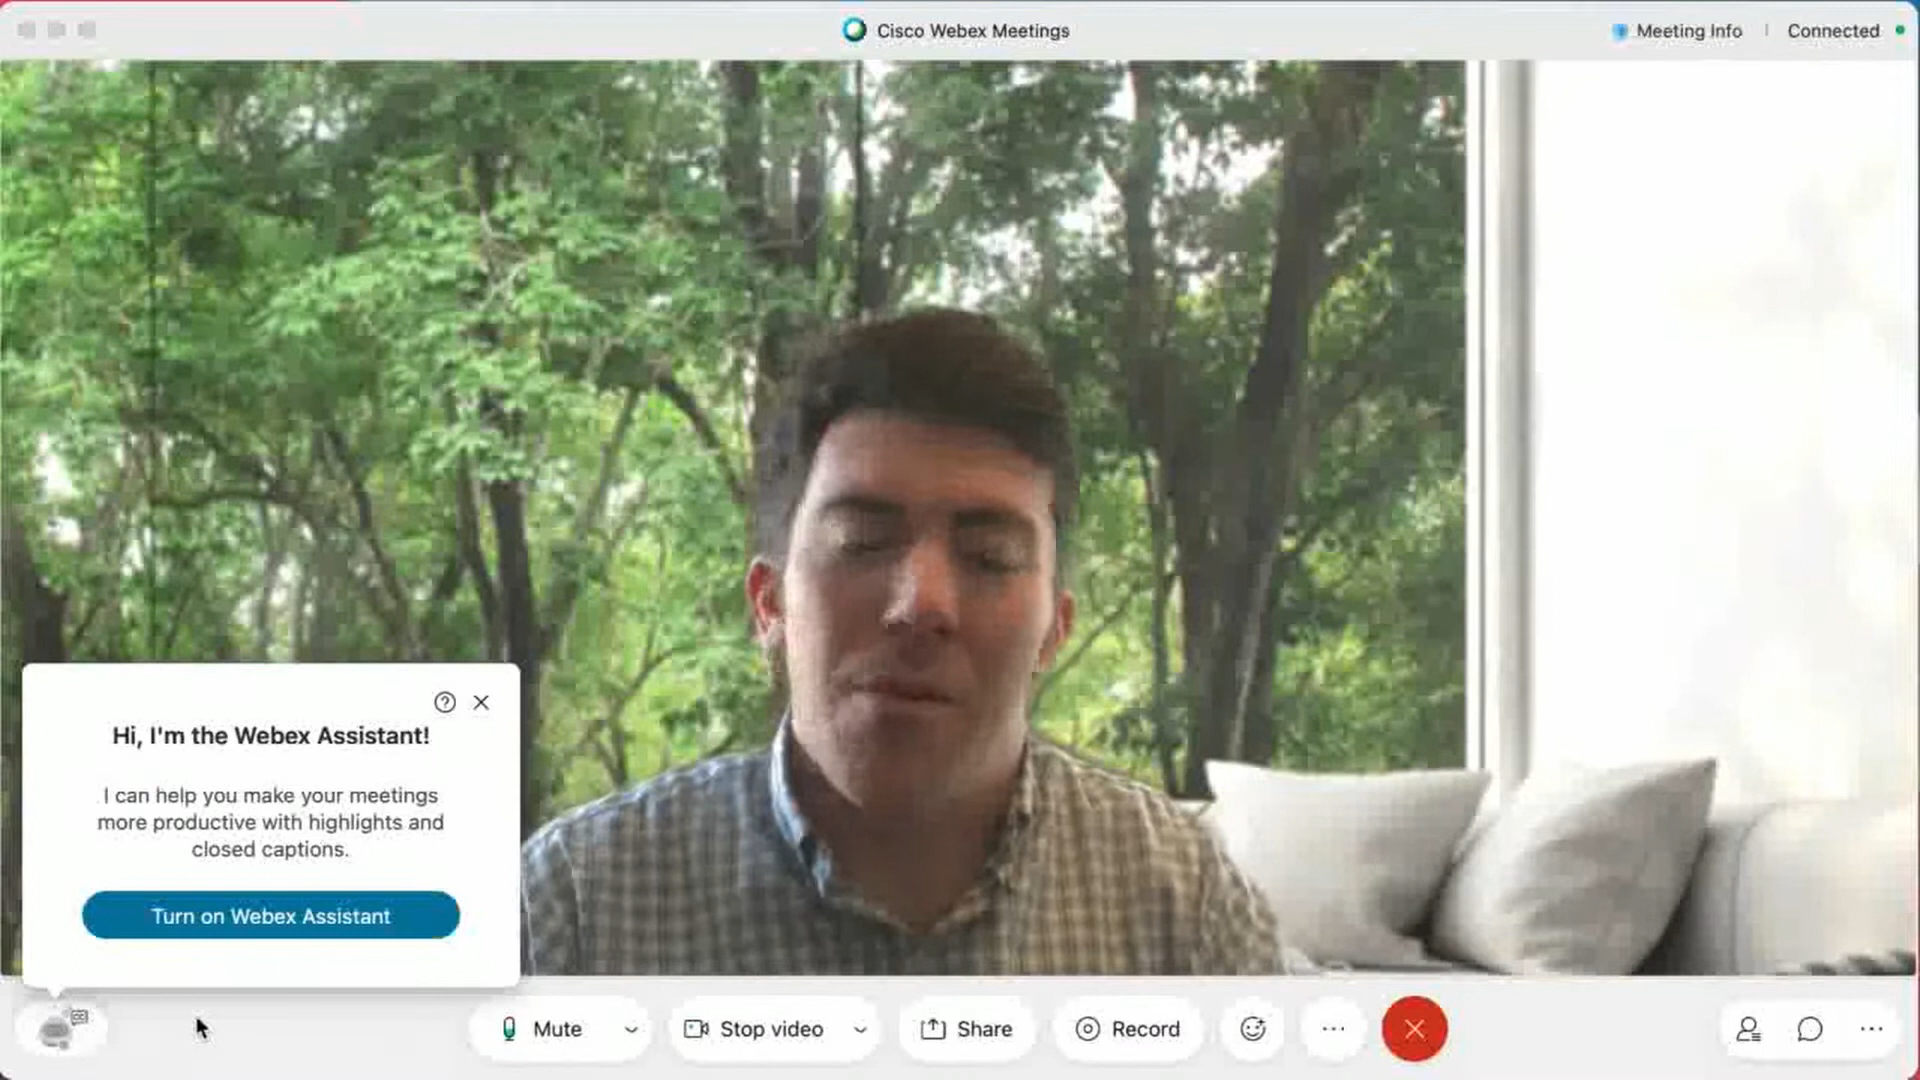 Cisco Webex Meetings
Meeting Info
Connected
Hi, I'm the Webex Assistant!
I can help you make your meetings
more productive with highlights and
closed captions.
Turn on Webex Assistant
Mute
Stop video
Share
Record